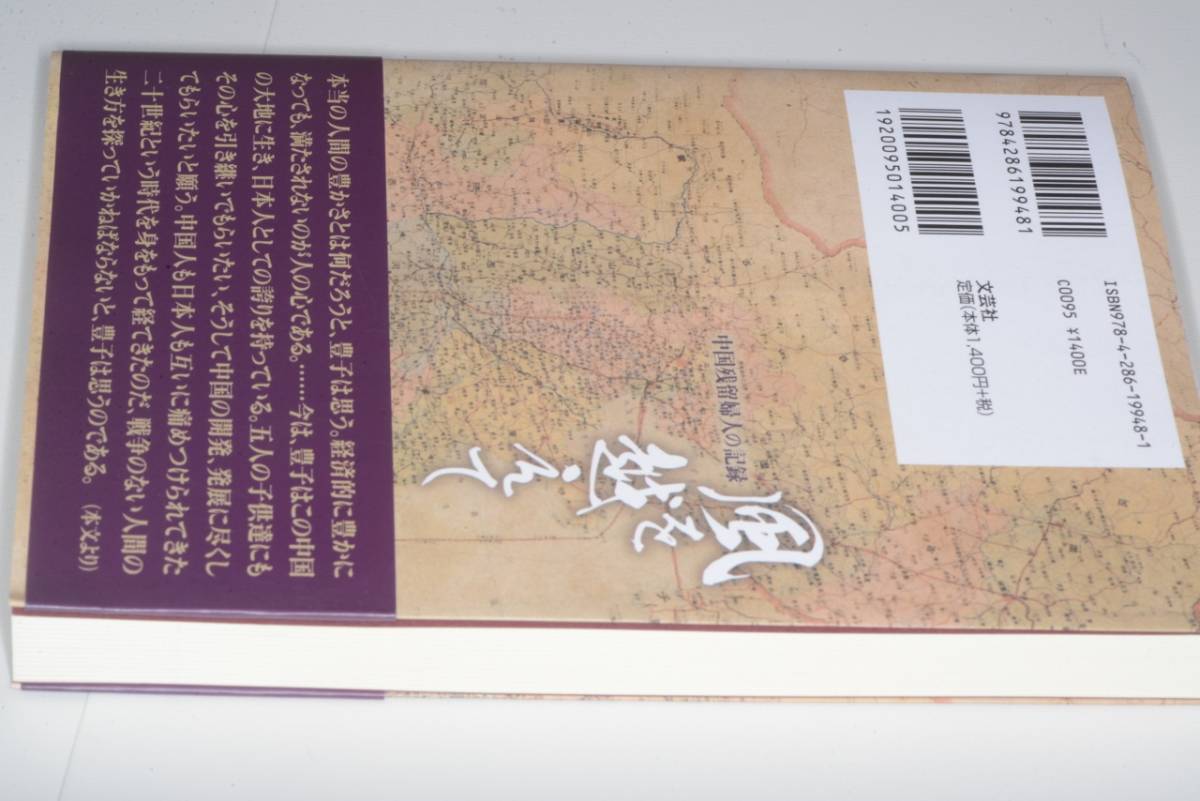 9784286199481
1920095014005
ISBN978-4-286-19948-1
C0095 ¥1400E
文芸社
定価(本体1,400円+税)
中国残留婦人の記録
風を
越えて
本当の人間の豊かさとは何だろうと、豊子は思う。経済的に豊かに
なっても、満たされないのが人の心である。……今は、豊子はこの中国
の大地に生き、日本人としての誇りを持っている。五人の子供達にも
その心を引き継いでもらいたい、そうして中国の開発、発展に尽くし
てもらいたいと願う。中国人も日本人も互いに痛めつけられてきた
二十世紀という時代を身をもって経てきたのだ、戦争のない人間の
生き方を探っていかねばならないと、豊子は思うのである。（本文より）